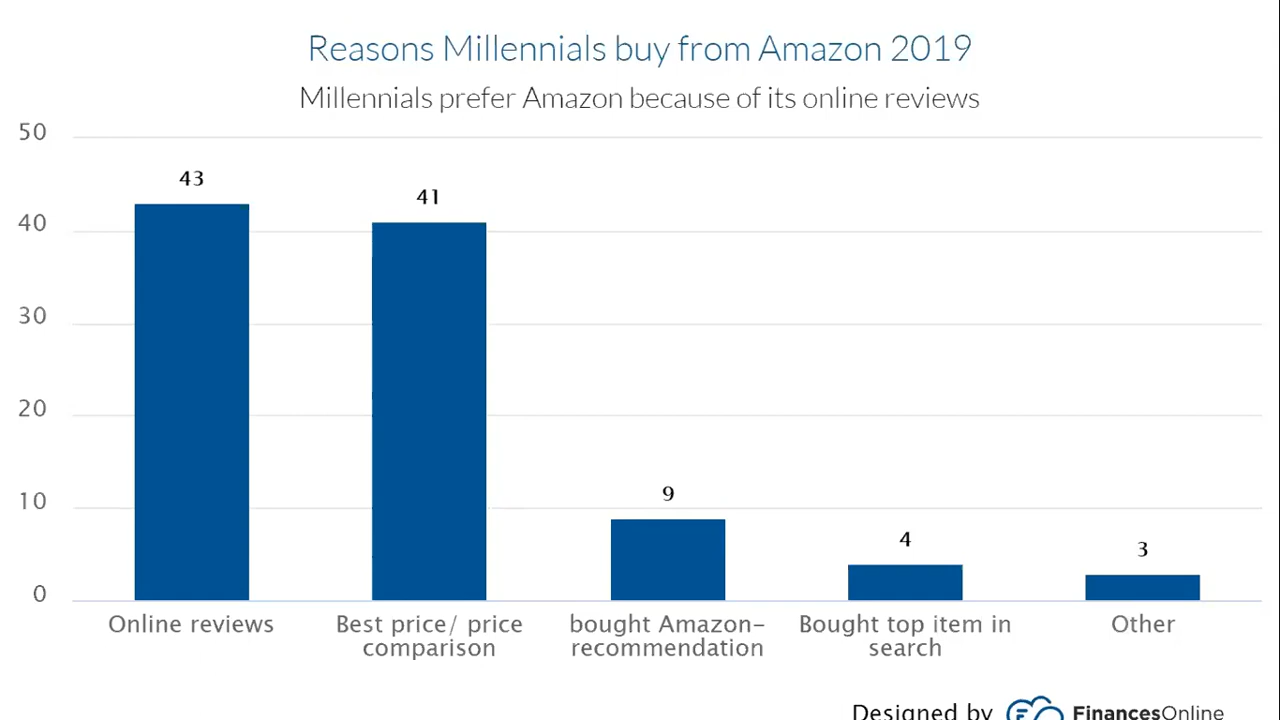 Reasons Millennials buy from Amazon 2019
Millennials prefer Amazon because of its online reviews
50
40
30
20
10
0
43
41
9
4
3
Online reviews
Best price/ price
comparison
bought Amazon-
recommendation
Bought top item in
search
Other
Designed by FinancesOnline